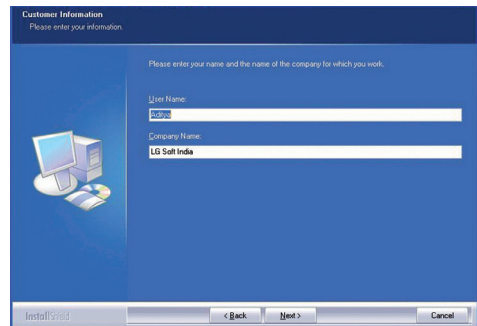 Customer Information
Please enter your information.
Please enter your name and the name of the company for which you work.
User Name:
Aditya
Company Name:
LG Soft India
InstallShield
< Back
Next >
Cancel